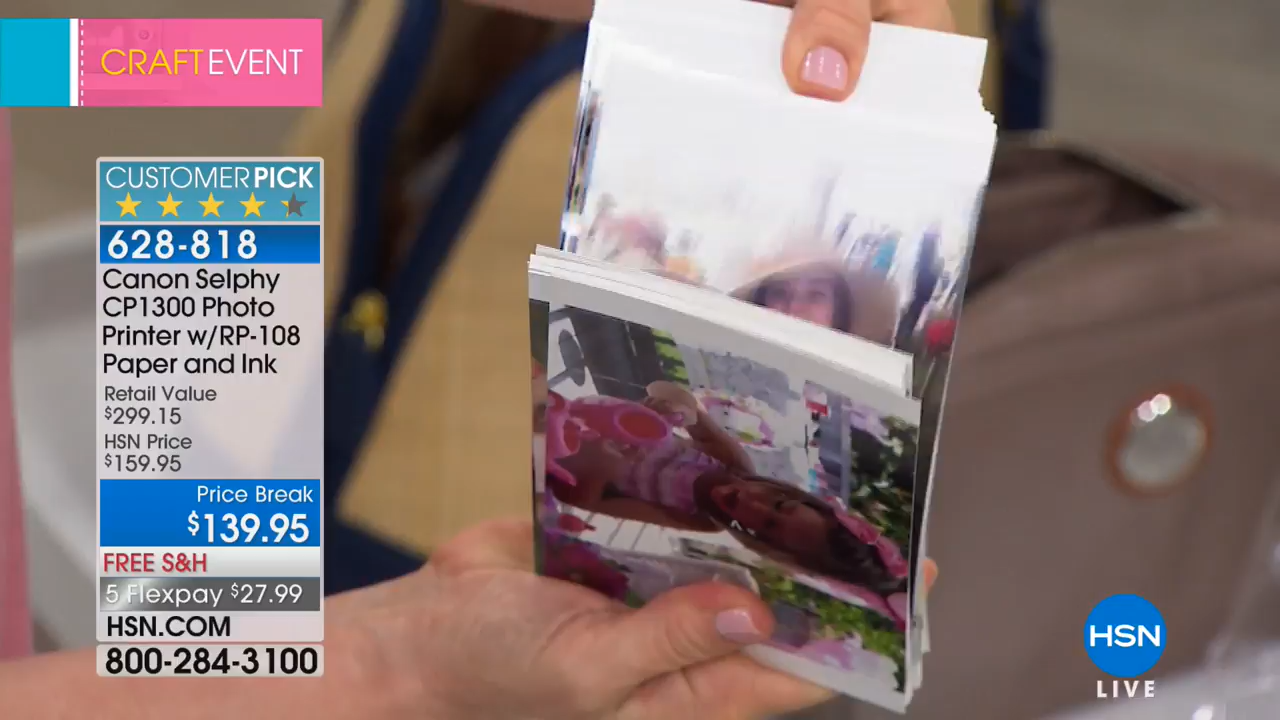 CRAFT EVENT
CUSTOMER PICK
628-818
Canon Selphy
CP1300 Photo
Printer w/RP-108
Paper and Ink
Retail Value
$299.15
HSN Price
$159.95
Price Break
$139.95
FREE S&H
5 Flexpay $27.99
HSN.COM
800-284-3100
HSN
LIVE